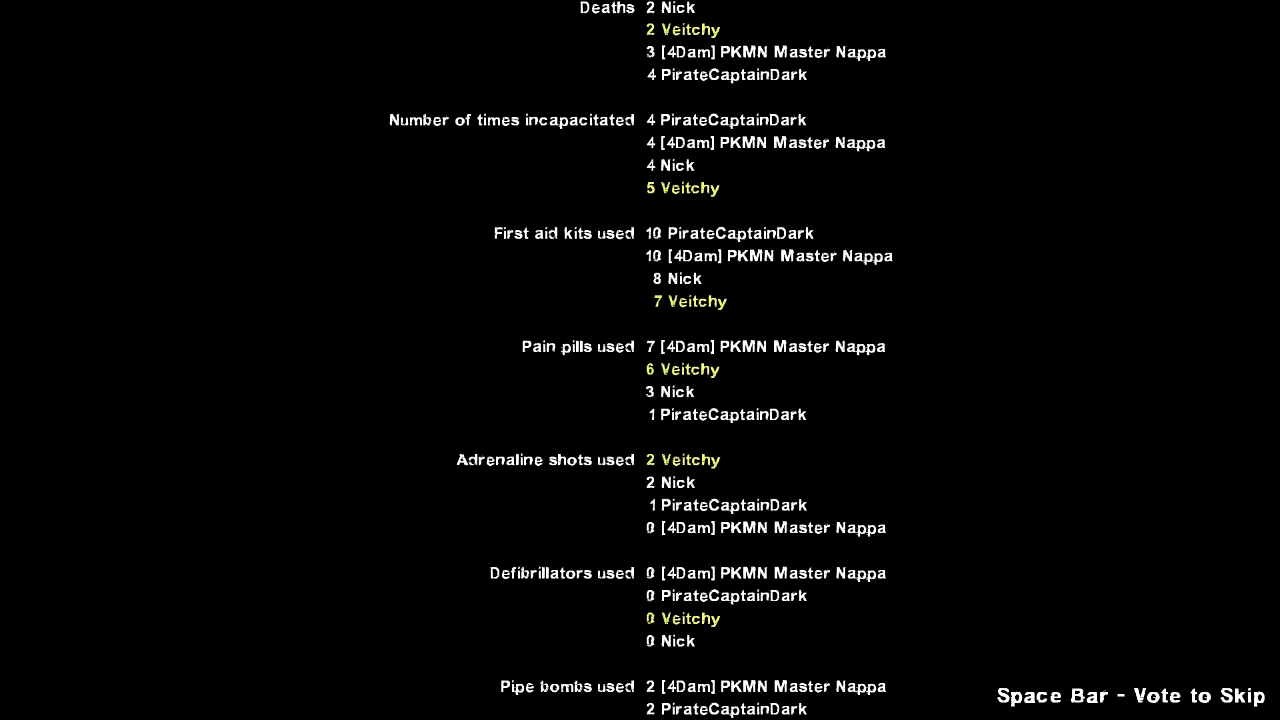 Deaths 2 Nick
2 Veitchy
3 [4Dam] PKMN Master Nappa
4 PirateCaptainDark
Number of times incapacitated 4 PirateCaptainDark
4 [4Dam] PKMN Master Nappa
4 Nick
5 Veitchy
First aid kits used 10 PirateCaptainDark
10 [4Dam] PKMN Master Nappa
8 Nick
7 Veitchy
Pain pills used 7 [4Dam] PKMN Master Nappa
6 Veitchy
3 Nick
1 PirateCaptainDark
Adrenaline shots used 2 Veitchy
2 Nick
1 PirateCaptainDark
0 [4Dam] PKMN Master Nappa
Defibrillators used 0 [4Dam] PKMN Master Nappa
0 PirateCaptainDark
0 Veitchy
0 Nick
Pipe bombs used 2 [4Dam] PKMN Master Nappa
2 PirateCaptainDark
Space Bar - Vote to Skip